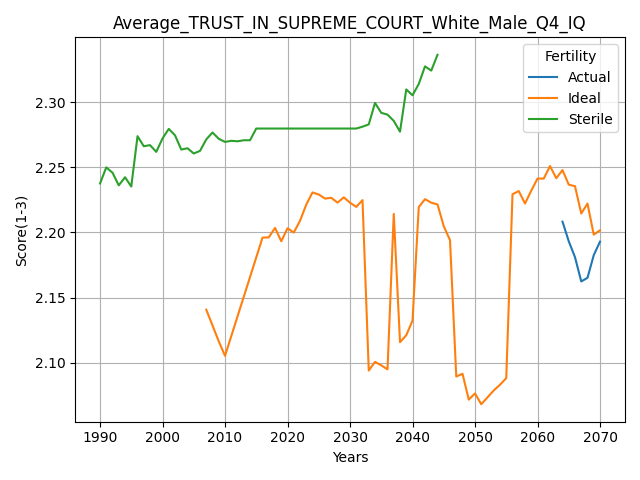 Average_TRUST_IN_SUPREME_COURT_White_Male_Q4_IQ
Score(1-3)
2.30
2.25
2.20
2.15
2.10
Fertility
Actual
Ideal
Sterile
1990 2000 2010 2020 2030 2040 2050 2060 2070
Years